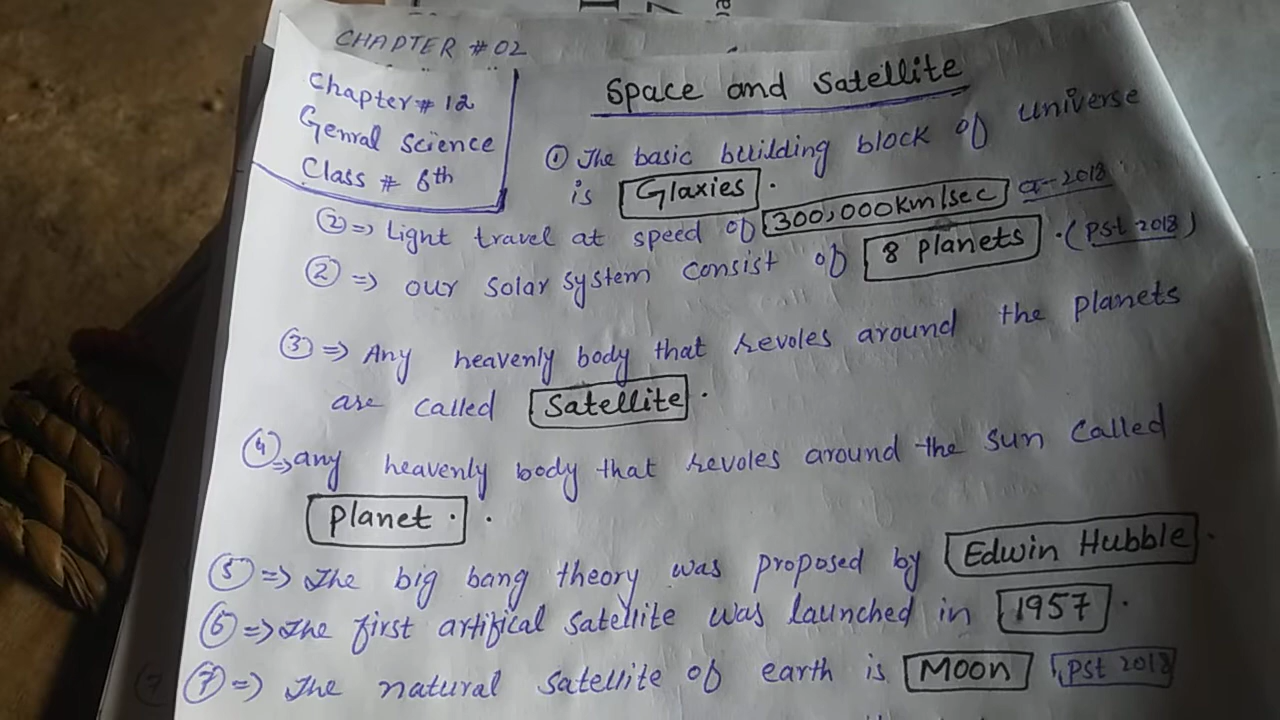 CHAPTER # 02
Chapter # 12
Genral Science
Class # 6th
Space and Satellite
① The basic building block of universe
is Glaxies.
② => Light travel at speed of 300,000Km/sec 2018
② => our solar system consist of 8 planets. (Pst 2018)
③ => Any heavenly body that revoles around the planets
are called Satellite.
④ => any heavenly body that revoles around the sun called
planet. .
⑤ => The big bang theory was proposed by Edwin Hubble.
⑥ => The first artifical satellite was launched in 1957.
⑦ => The natural satellite of earth is Moon Pst 2018